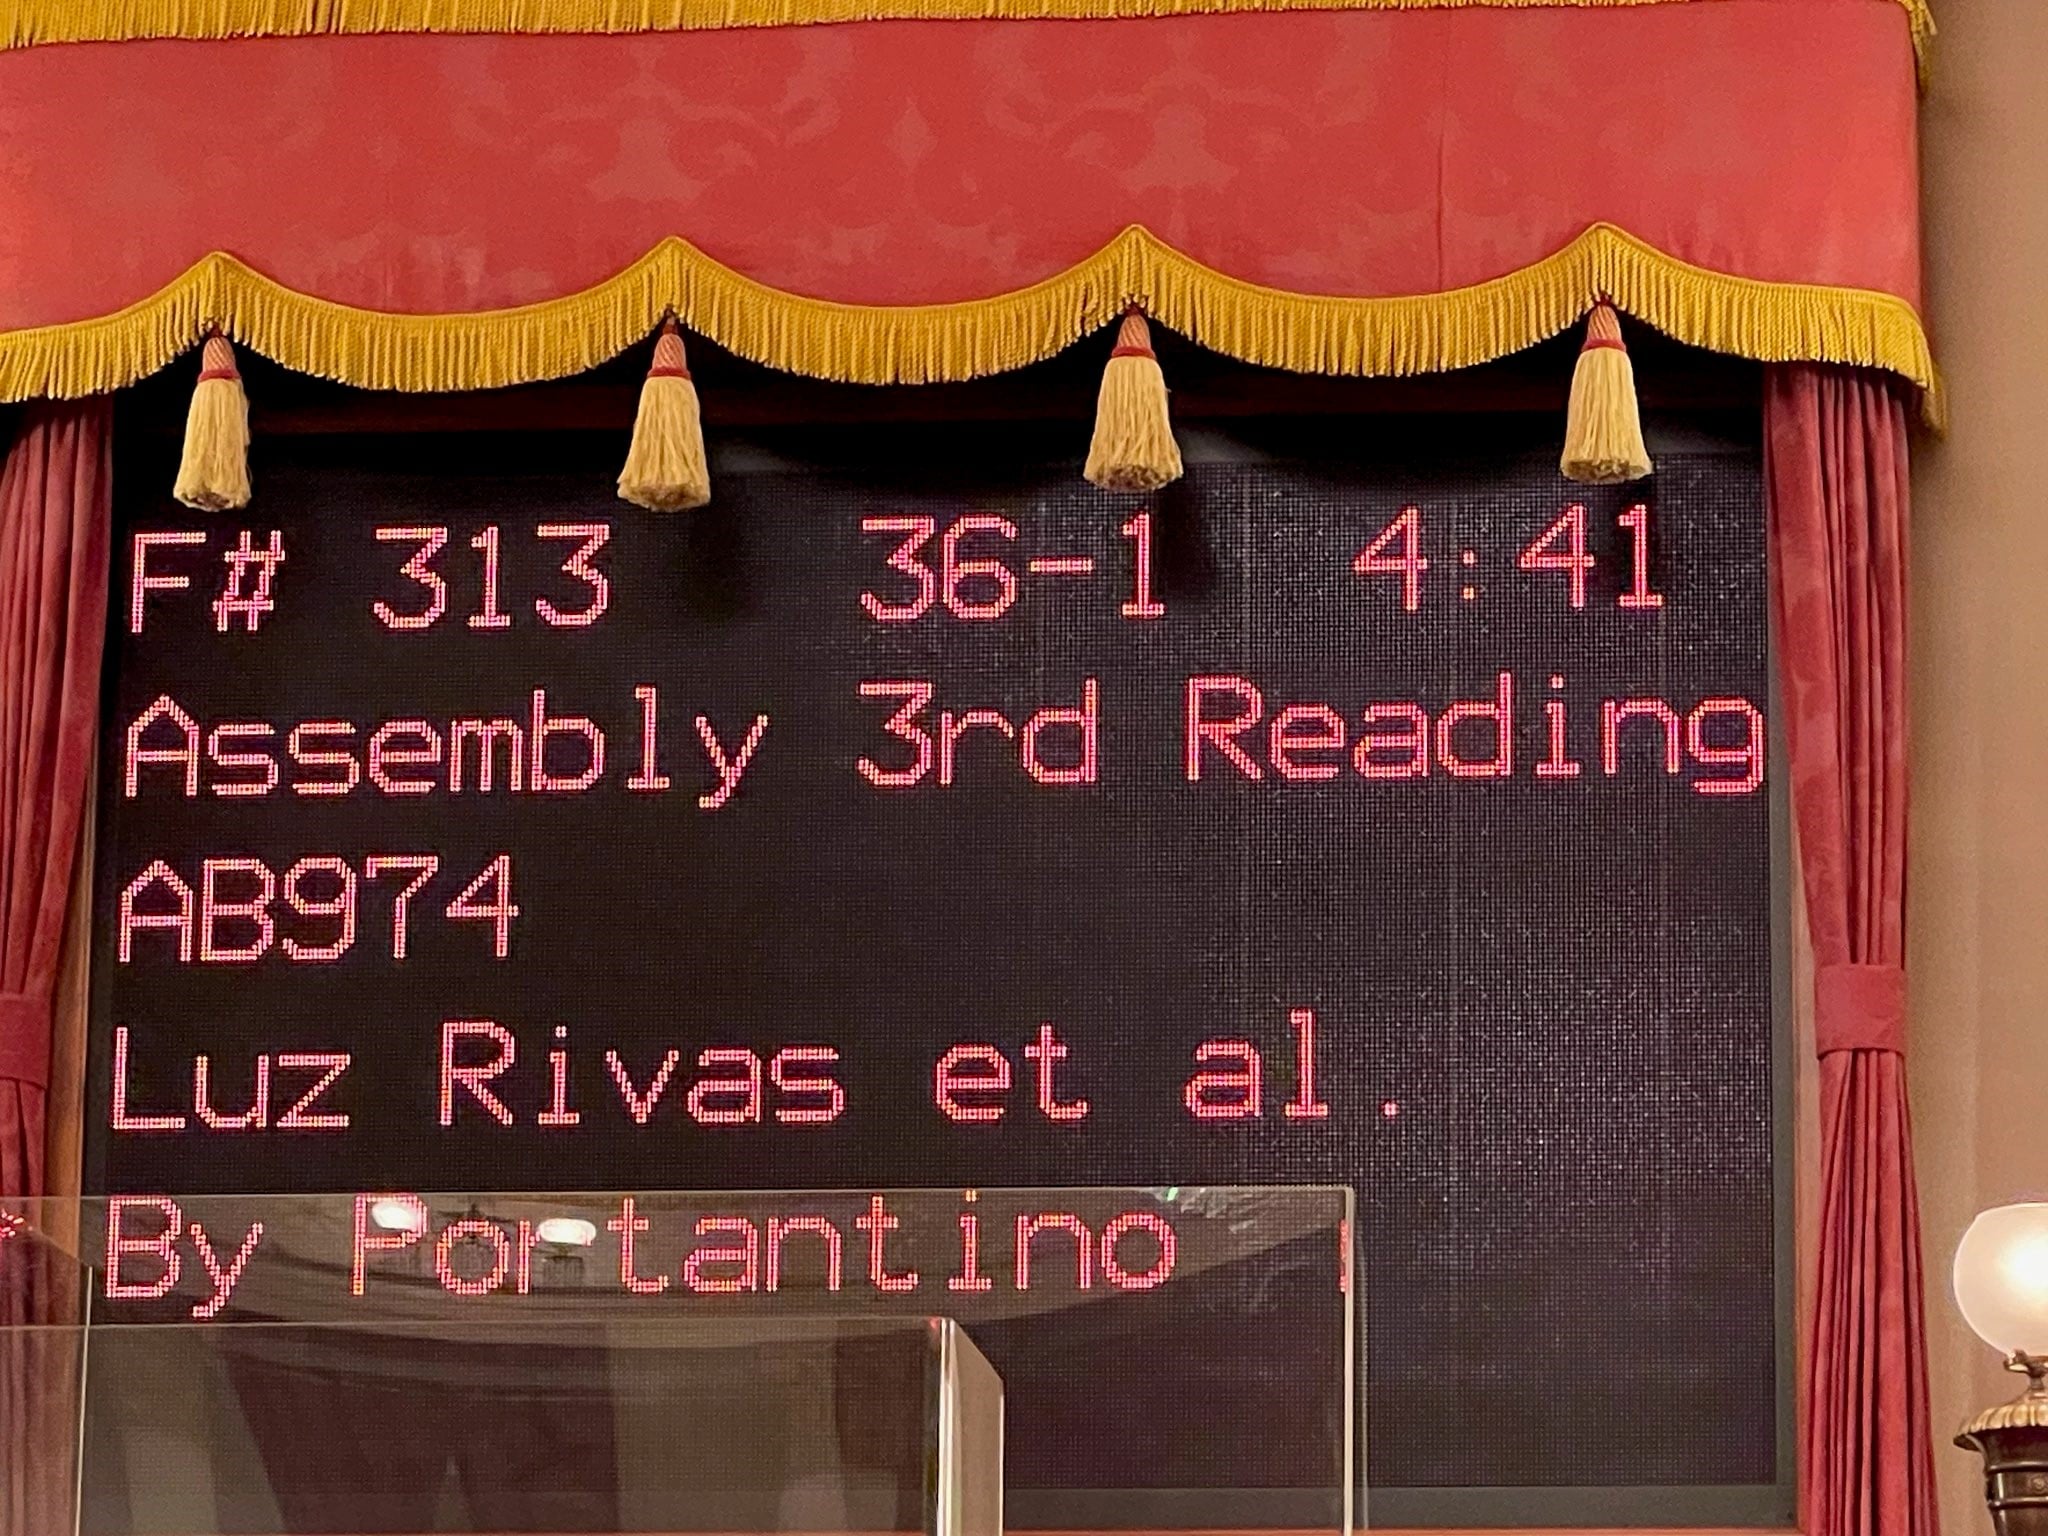 F# 313 36-1 4:41
Assembly 3rd Reading
AB974
Luz Rivas et al.
By Portantino